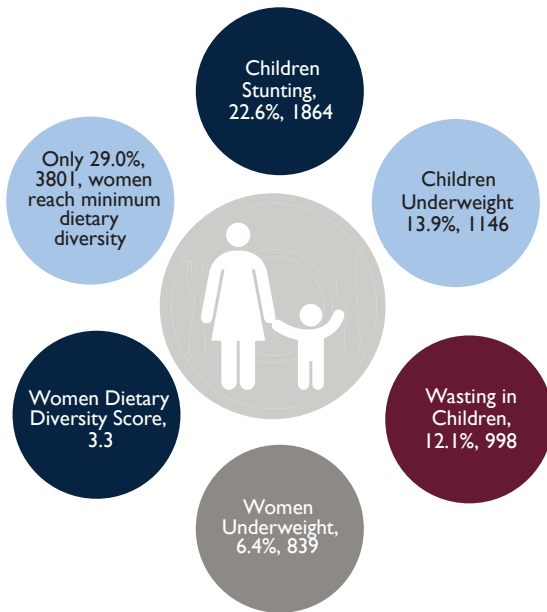 Children
Stunting,
22.6%, 1864
Only 29.0%,
3801, women
reach minimum
dietary
diversity
Children
Underweight
13.9%, 1146
Women Dietary
Diversity Score,
3.3
Wasting in
Children,
12.1%, 998
Women
Underweight,
6.4%, 839